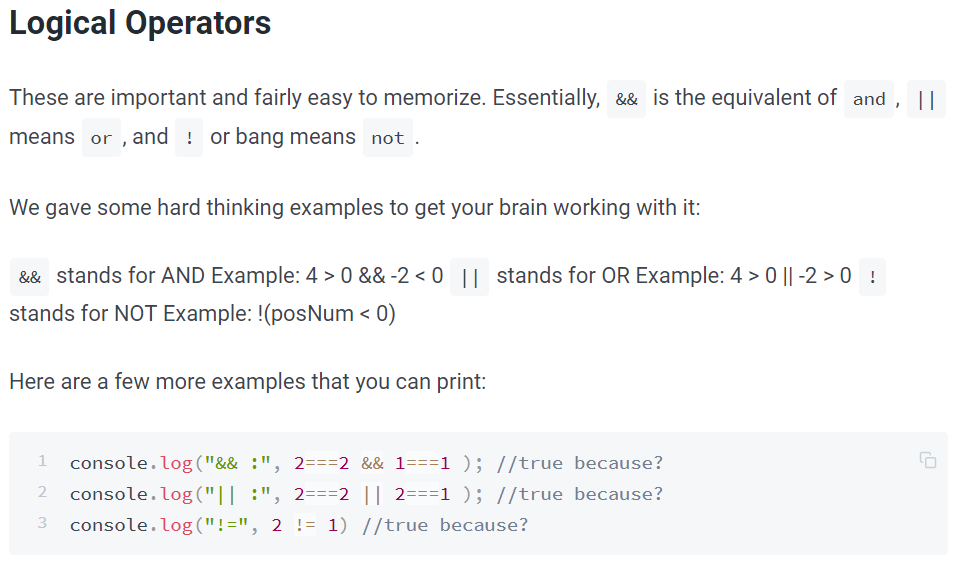 Logical Operators
These are important and fairly easy to memorize. Essentially, && is the equivalent of and , ||
means or , and ! or bang means not .
We gave some hard thinking examples to get your brain working with it:
&& stands for AND Example: 4 > 0 && -2 < 0 || stands for OR Example: 4 > 0 || -2 > 0 !
stands for NOT Example: !(posNum < 0)
Here are a few more examples that you can print:
1 console.log("&& :", 2===2 && 1===1 ); //true because?
2 console.log("|| :", 2===2 || 2===1 ); //true because?
3 console.log("!=", 2 != 1) //true because?